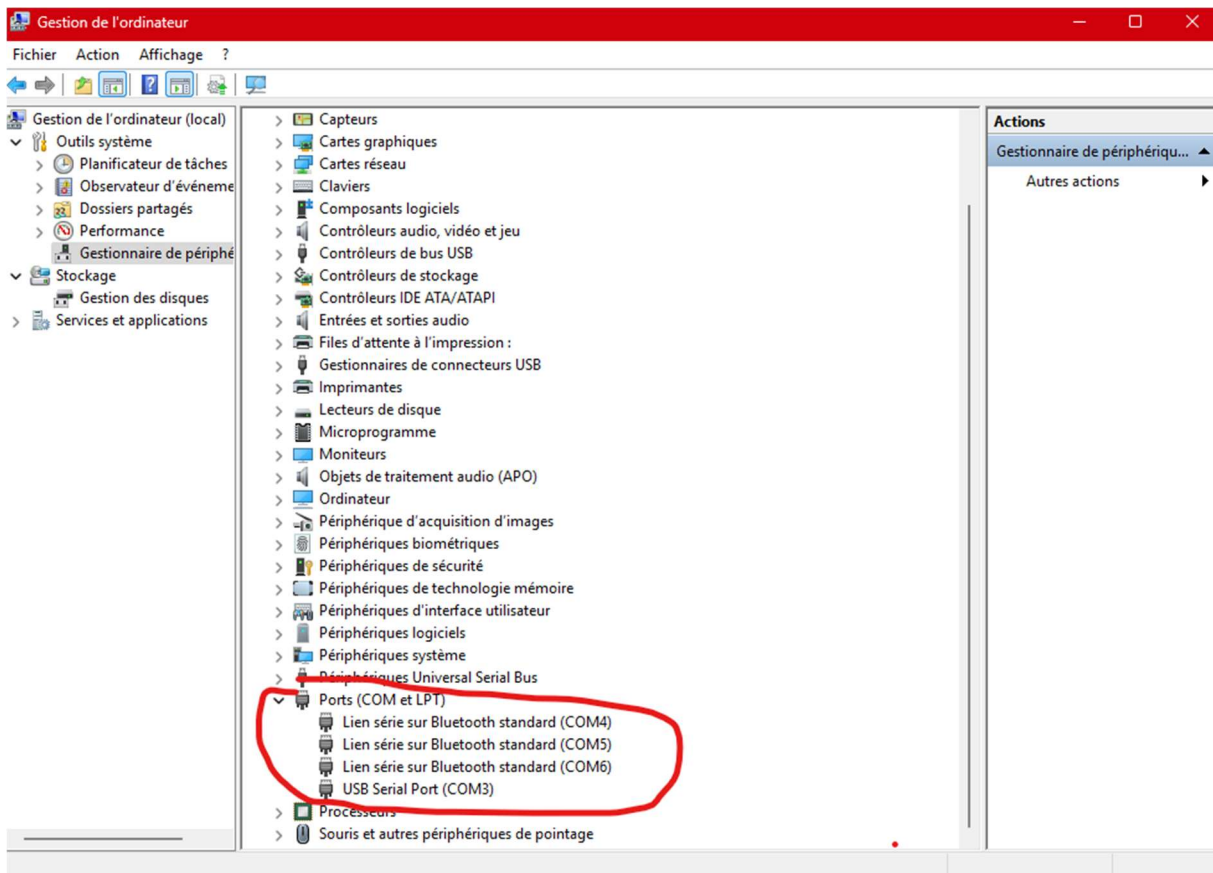 Gestion de l'ordinateur
Fichier Action Affichage ?
Gestion de l'ordinateur (local)
Outils système
Planificateur de tâches
Observateur d'événeme
Dossiers partagés
Performance
Gestionnaire de périphé
Stockage
Gestion des disques
Services et applications
Capteurs
Cartes graphiques
Cartes réseau
Claviers
Composants logiciels
Contrôleurs audio, vidéo et jeu
Contrôleurs de bus USB
Contrôleurs de stockage
Contrôleurs IDE ATA/ATAPI
Entrées et sorties audio
Files d'attente à l'impression :
Gestionnaires de connecteurs USB
Imprimantes
Lecteurs de disque
Microprogramme
Moniteurs
Objets de traitement audio (APO)
Ordinateur
Périphérique d'acquisition d'images
Périphériques biométriques
Périphériques de sécurité
Périphériques de technologie mémoire
Périphériques d'interface utilisateur
Périphériques logiciels
Périphériques système
Périphériques Universal Serial Bus
Ports (COM et LPT)
Lien série sur Bluetooth standard (COM4)
Lien série sur Bluetooth standard (COM5)
Lien série sur Bluetooth standard (COM6)
USB Serial Port (COM3)
Processeurs
Souris et autres périphériques de pointage
Actions
Gestionnaire de périphériqu...
Autres actions